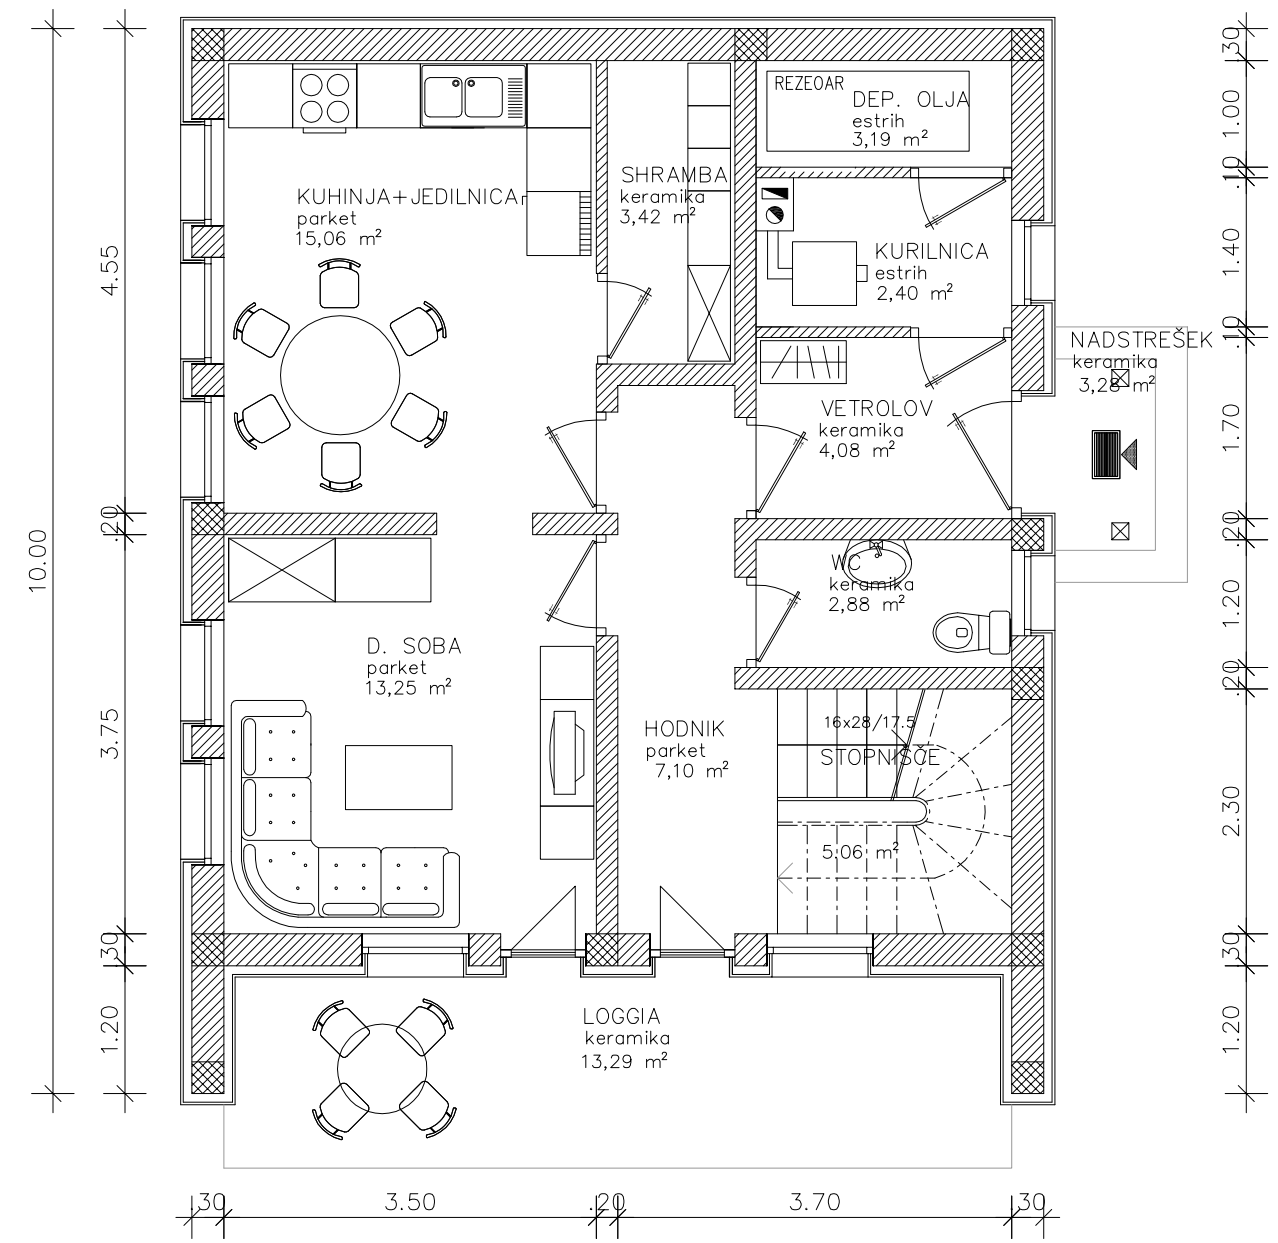 REZEOAR
DEP. OLJA
estrih
3,19 m²
SHRAMBA
keramika
3,42 m²
KUHINJA+JEDILNICA
parket
15,06 m²
KURILNICA
estrih
2,40 m²
NADSTREŠEK
keramika
3,28 m²
VETROLOV
keramika
4,08 m²
WC
keramika
2,88 m²
D. SOBA
parket
13,25 m²
HODNIK
parket
7,10 m²
16x28/17.5
STOPNIŠČE
5.06 m²
LOGGIA
keramika
13,29 m²
10.00
4.55
.20
3.75
.30
1.20
.30
1.00
.10
1.40
.10
1.70
.20
1.20
.20
2.30
.30
1.20
.30
3.50
.20
3.70
.30